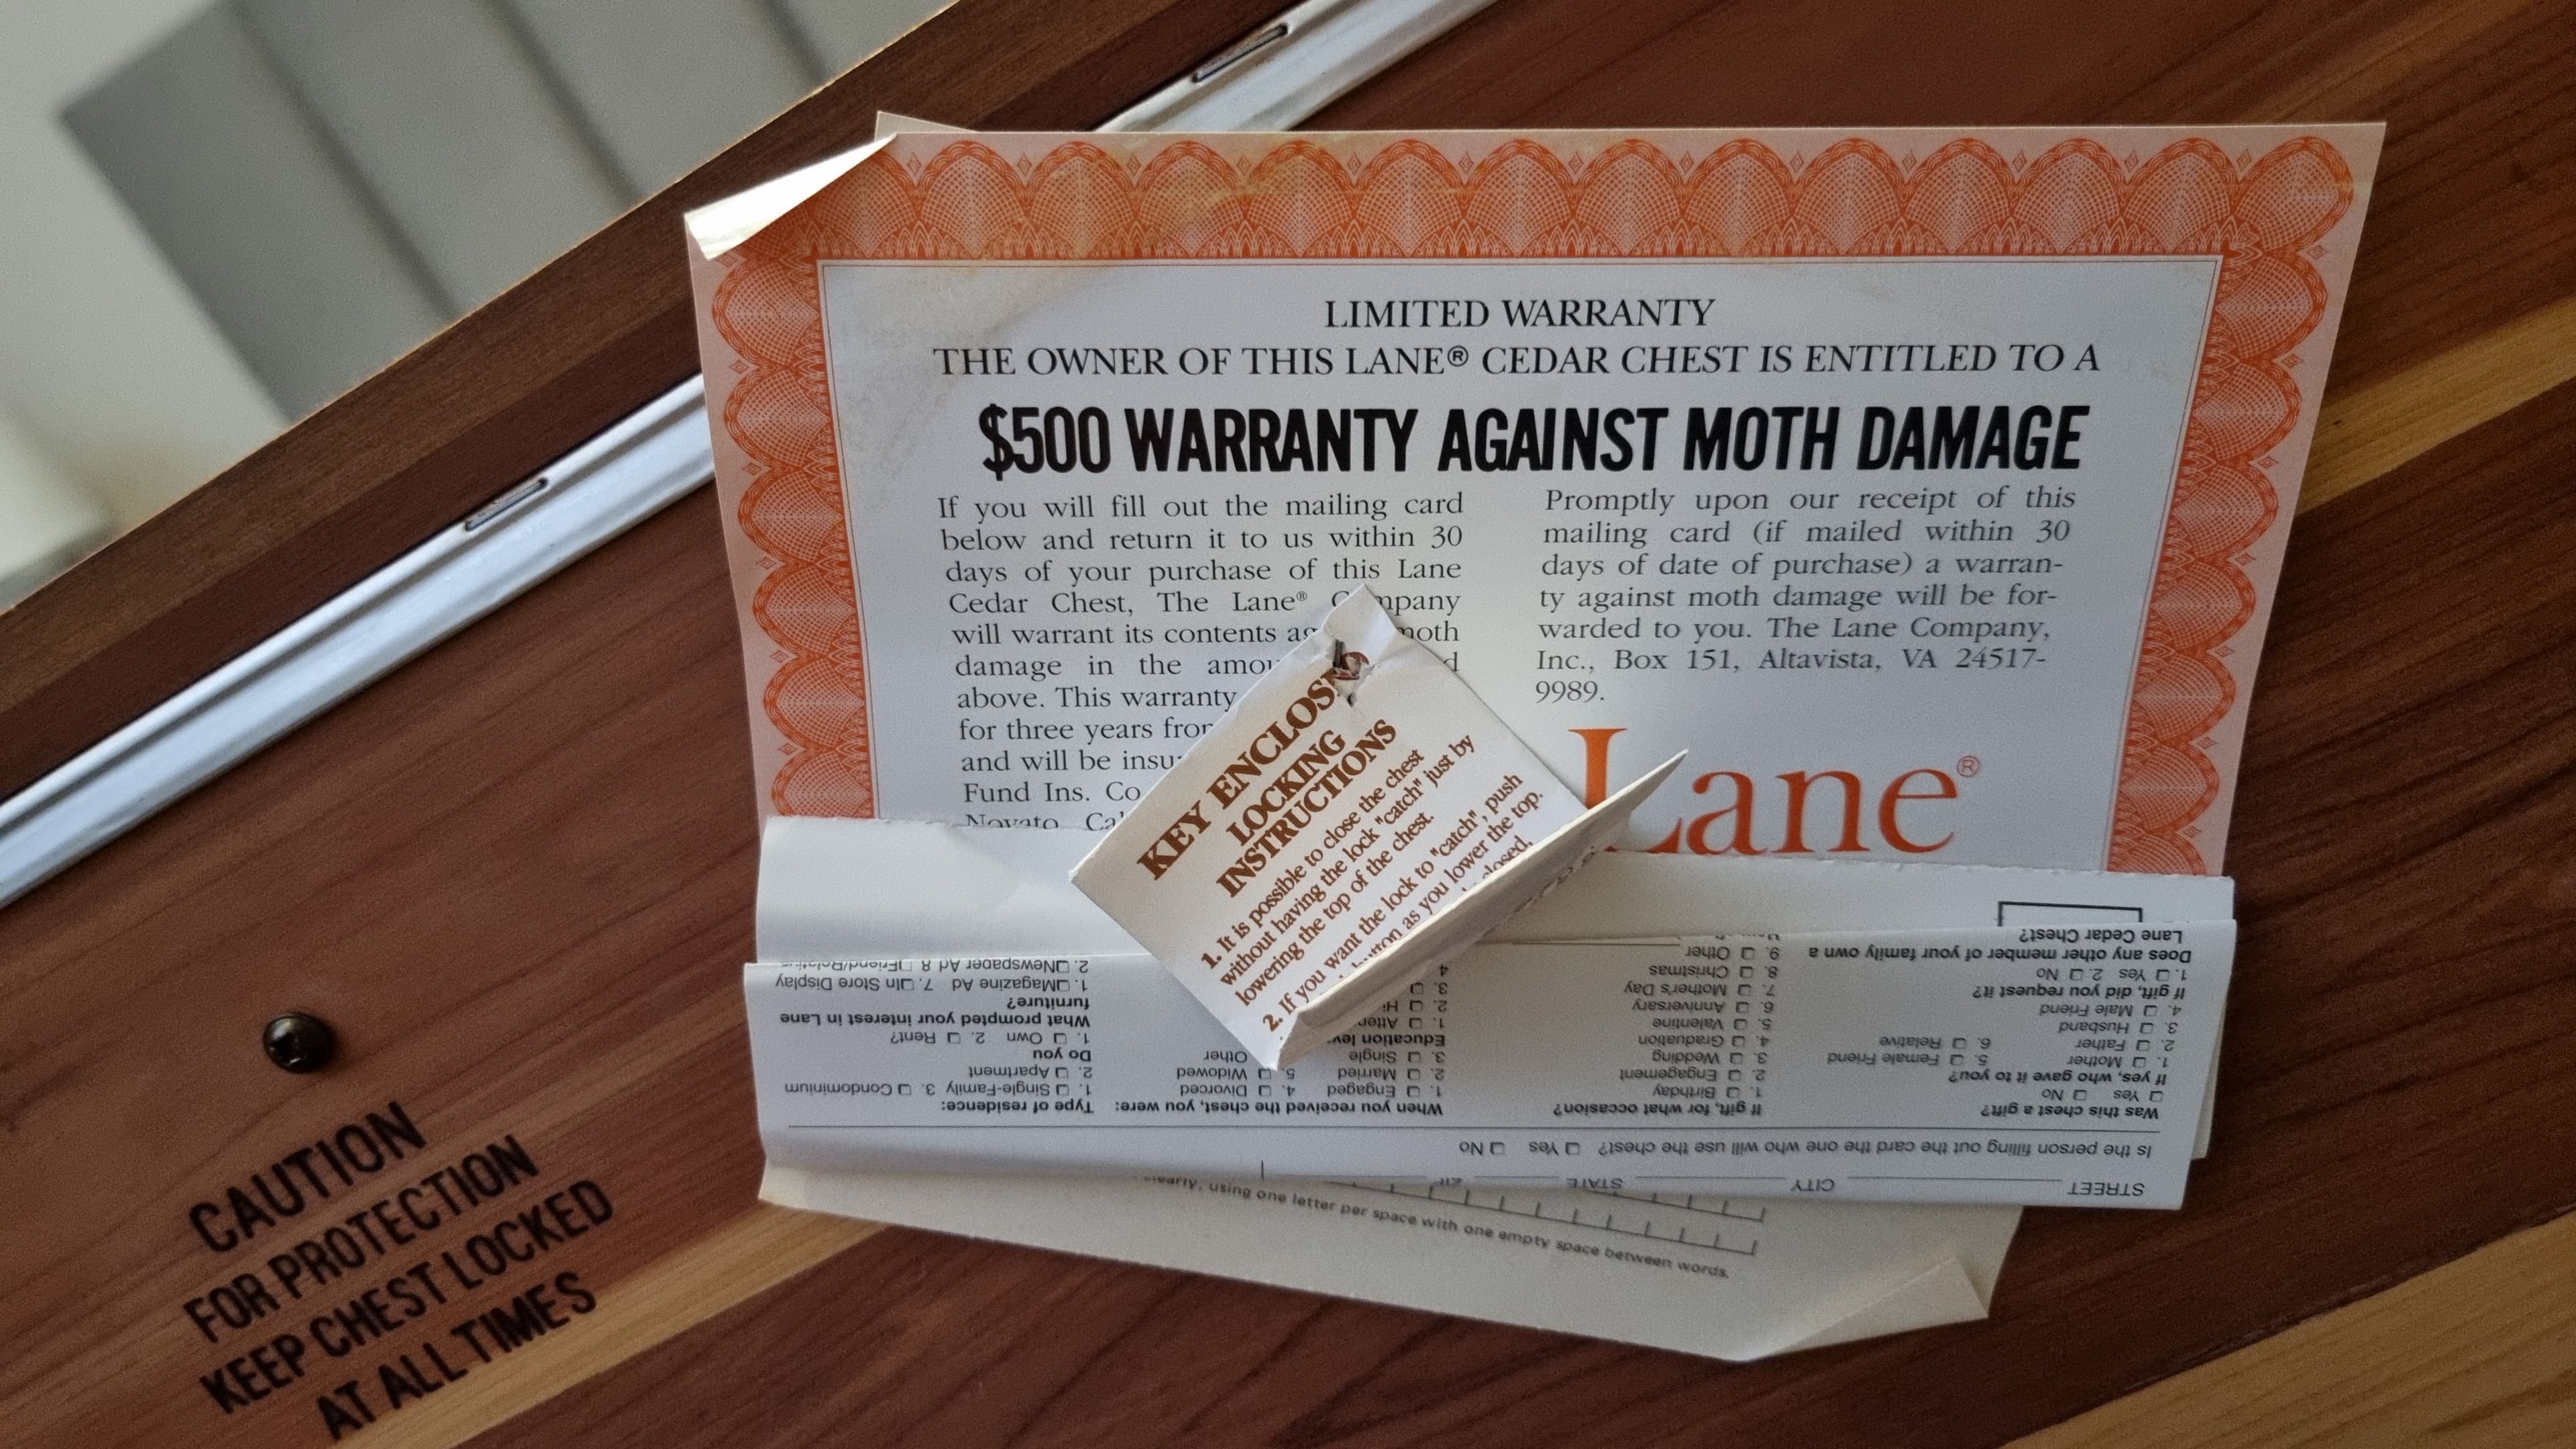 LIMITED WARRANTY
THE OWNER OF THIS LANE® CEDAR CHEST IS ENTITLED TO A
$500 WARRANTY AGAINST MOTH DAMAGE
If you will fill out the mailing card
below and return it to us within 30
days of your purchase of this Lane
Cedar Chest, The Lane®
will warrant its contents
damage in the
above. This warranty
for three years
and will be
Fund Ins. Co
Novato,
Promptly upon our receipt of this
mailing card (if mailed within 30
days of date of purchase) a warran-
ty against moth damage will be for-
warded to you. The Lane Company,
Inc., Box 151, Altavista, VA 24517-
9989.
Lane®
KEY
LOCKING
INSTRUCTIONS
1. It is possible to close the chest
without having the lock "catch" just by
lowering the top of the chest.
2. If you want the lock to "catch", push
button as you lower the top.
STREET CITY STATE ZIP
Is the person filling out the card the one who will use the chest? ☐ Yes ☐ No
Was this chest a gift?
☐ Yes ☐ No
If yes, who gave it to you?
1. ☐ Mother 5. ☐ Female Friend
2. ☐ Father 6. ☐ Relative
3. ☐ Husband
4. ☐ Male Friend
If gift, did you request it?
1. ☐ Yes 2. ☐ No
Does any other member of your family own a
Lane Cedar Chest?
If gift, for what occasion?
1. ☐ Birthday
2. ☐ Engagement
3. ☐ Wedding
4. ☐ Graduation
5. ☐ Valentine
6. ☐ Anniversary
7. ☐ Mother's Day
8. ☐ Christmas
9. ☐ Other
When you received the chest, you were:
1. ☐ Engaged 4. ☐ Divorced
2. ☐ Married 5. ☐ Widowed
3. ☐ Single Other
Education
1. ☐
2. ☐
3. ☐
4
Type of residence:
1. ☐ Single-Family 3. ☐ Condominium
2. ☐ Apartment
Do you
1. ☐ Own 2. ☐ Rent?
What prompted your interest in Lane
furniture?
1. ☐ Magazine Ad 7. ☐ In Store Display
2. ☐ Newspaper Ad 8. ☐ Friend/Relative
using one letter per space with one empty space between words.
CAUTION
FOR PROTECTION
KEEP CHEST LOCKED
AT ALL TIMES